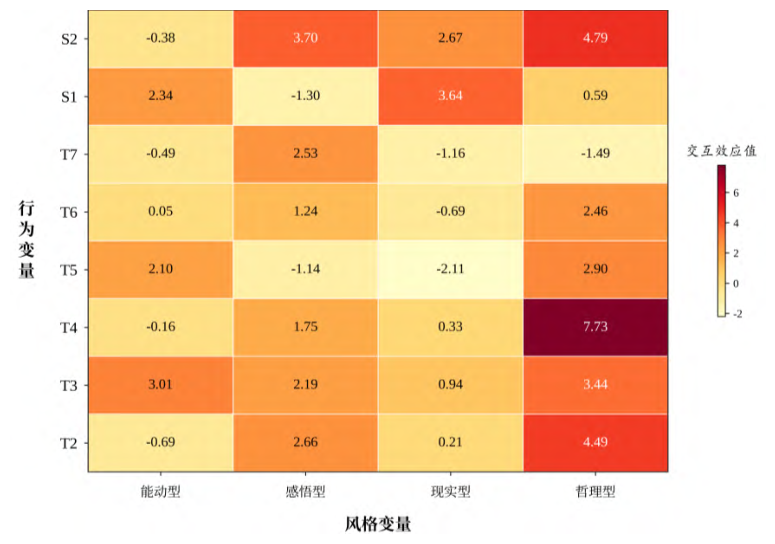 S2 -0.38 3.70 2.67 4.79
S1 2.34 -1.30 3.64 0.59
T7 -0.49 2.53 -1.16 -1.49
T6 0.05 1.24 -0.69 2.46
T5 2.10 -1.14 -2.11 2.90
T4 -0.16 1.75 0.33 7.73
T3 3.01 2.19 0.94 3.44
T2 -0.69 2.66 0.21 4.49
能动型 感悟型 现实型 哲理型
风格变量
行为变量
交互效应值
6
4
2
0
-2